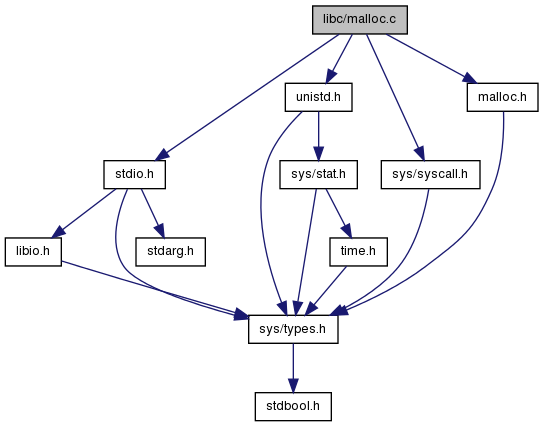 libc/malloc.c
unistd.h
malloc.h
stdio.h
sys/stat.h
sys/syscall.h
libio.h
stdarg.h
time.h
sys/types.h
stdbool.h